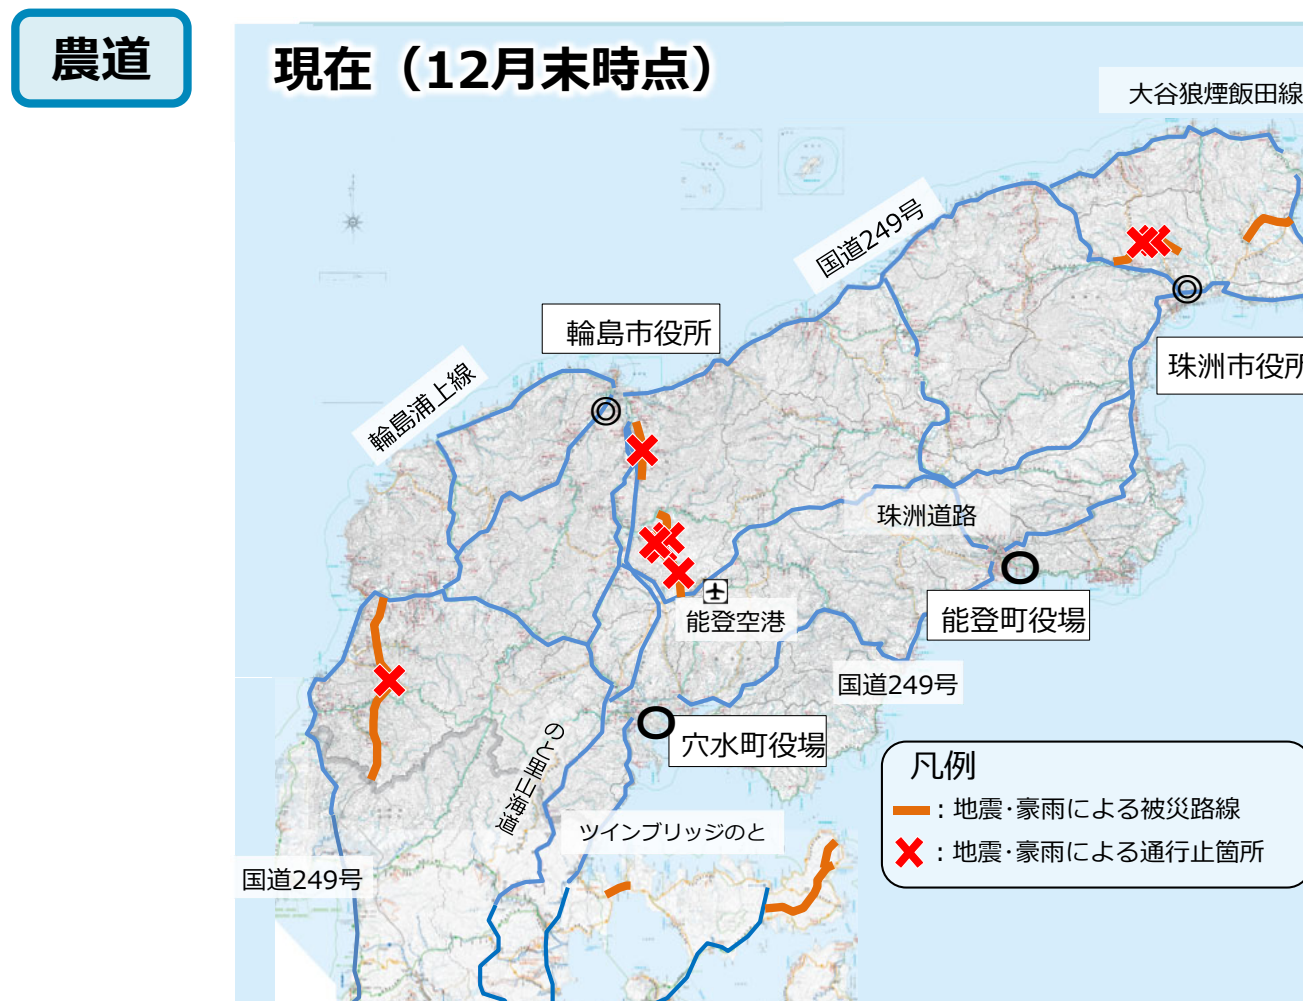 農道
現在（12月末時点）
大谷狼煙飯田線
国道249号
輪島市役所
珠洲市役所
輪島浦上線
珠洲道路
能登空港
能登町役場
国道249号
穴水町役場
のと里山海道
ツインブリッジのと
国道249号
凡例
：地震・豪雨による被災路線
：地震・豪雨による通行止箇所